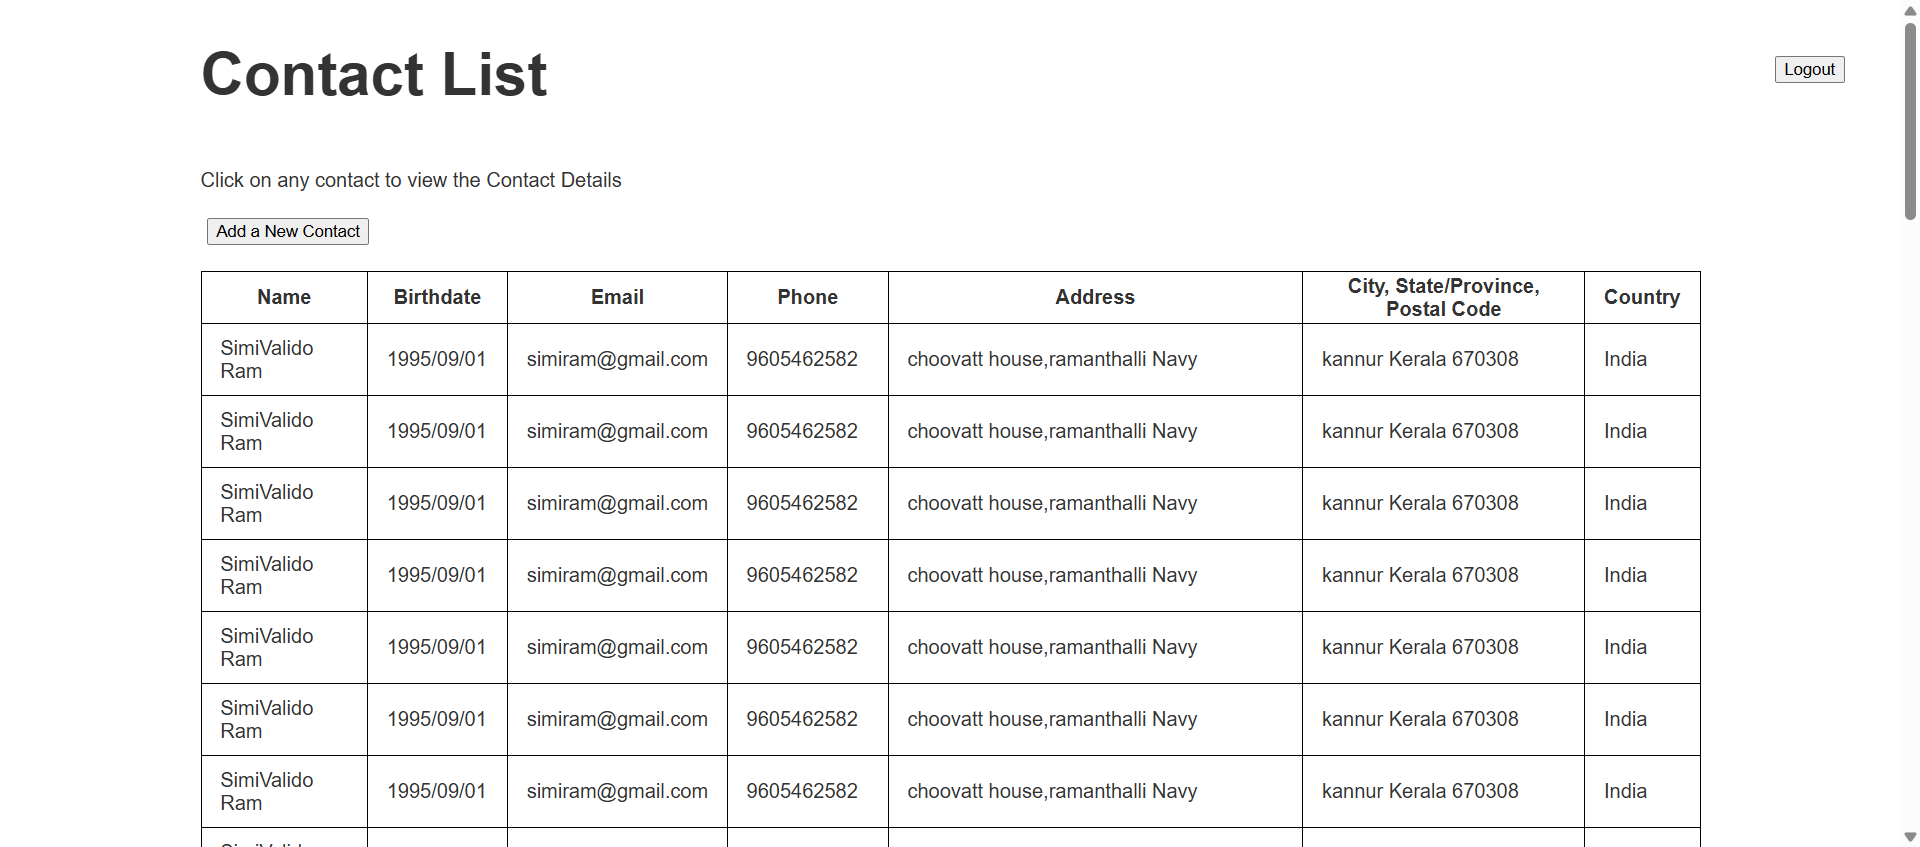 Contact List
Logout
Click on any contact to view the Contact Details
Add a New Contact
Name Birthdate Email Phone Address City, State/Province, Postal Code Country
SimiValido Ram 1995/09/01 simiram@gmail.com 9605462582 choovatt house,ramanthalli Navy kannur Kerala 670308 India
SimiValido Ram 1995/09/01 simiram@gmail.com 9605462582 choovatt house,ramanthalli Navy kannur Kerala 670308 India
SimiValido Ram 1995/09/01 simiram@gmail.com 9605462582 choovatt house,ramanthalli Navy kannur Kerala 670308 India
SimiValido Ram 1995/09/01 simiram@gmail.com 9605462582 choovatt house,ramanthalli Navy kannur Kerala 670308 India
SimiValido Ram 1995/09/01 simiram@gmail.com 9605462582 choovatt house,ramanthalli Navy kannur Kerala 670308 India
SimiValido Ram 1995/09/01 simiram@gmail.com 9605462582 choovatt house,ramanthalli Navy kannur Kerala 670308 India
SimiValido Ram 1995/09/01 simiram@gmail.com 9605462582 choovatt house,ramanthalli Navy kannur Kerala 670308 India